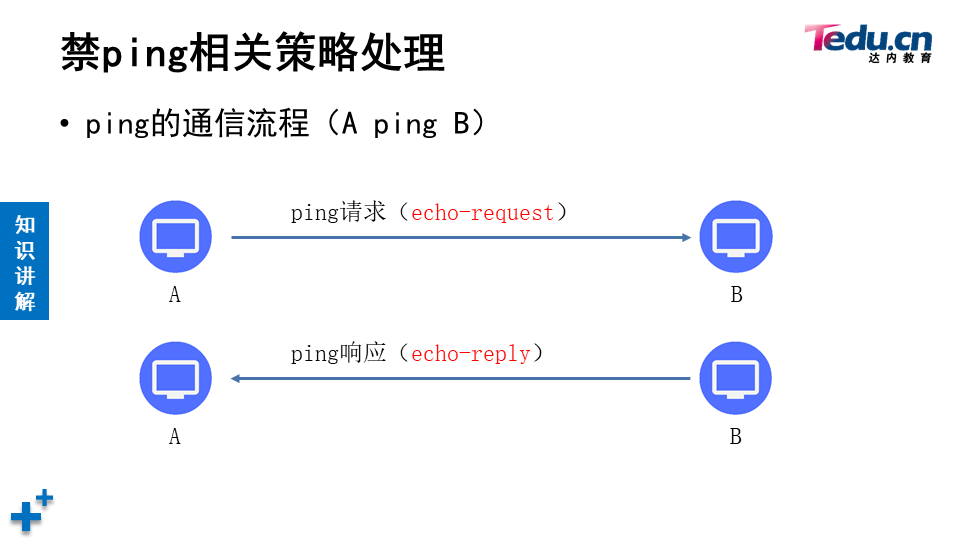 禁ping相关策略处理
Tedu.cn
达内教育
• ping的通信流程（A ping B）
知识讲解
ping请求（echo-request）
A
B
ping响应（echo-reply）
A
B